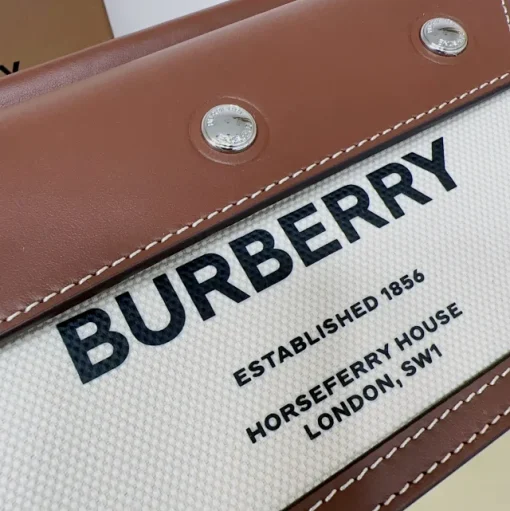 BURBERRY
ESTABLISHED 1856
HORSEFERRY HOUSE
LONDON, SW1